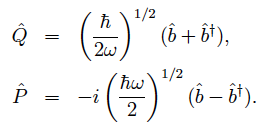 Q̂ = (ħ/2ω)^{1/2} (b̂ + b̂†),
P̂ = −i (ħω/2)^{1/2} (b̂ − b̂†).